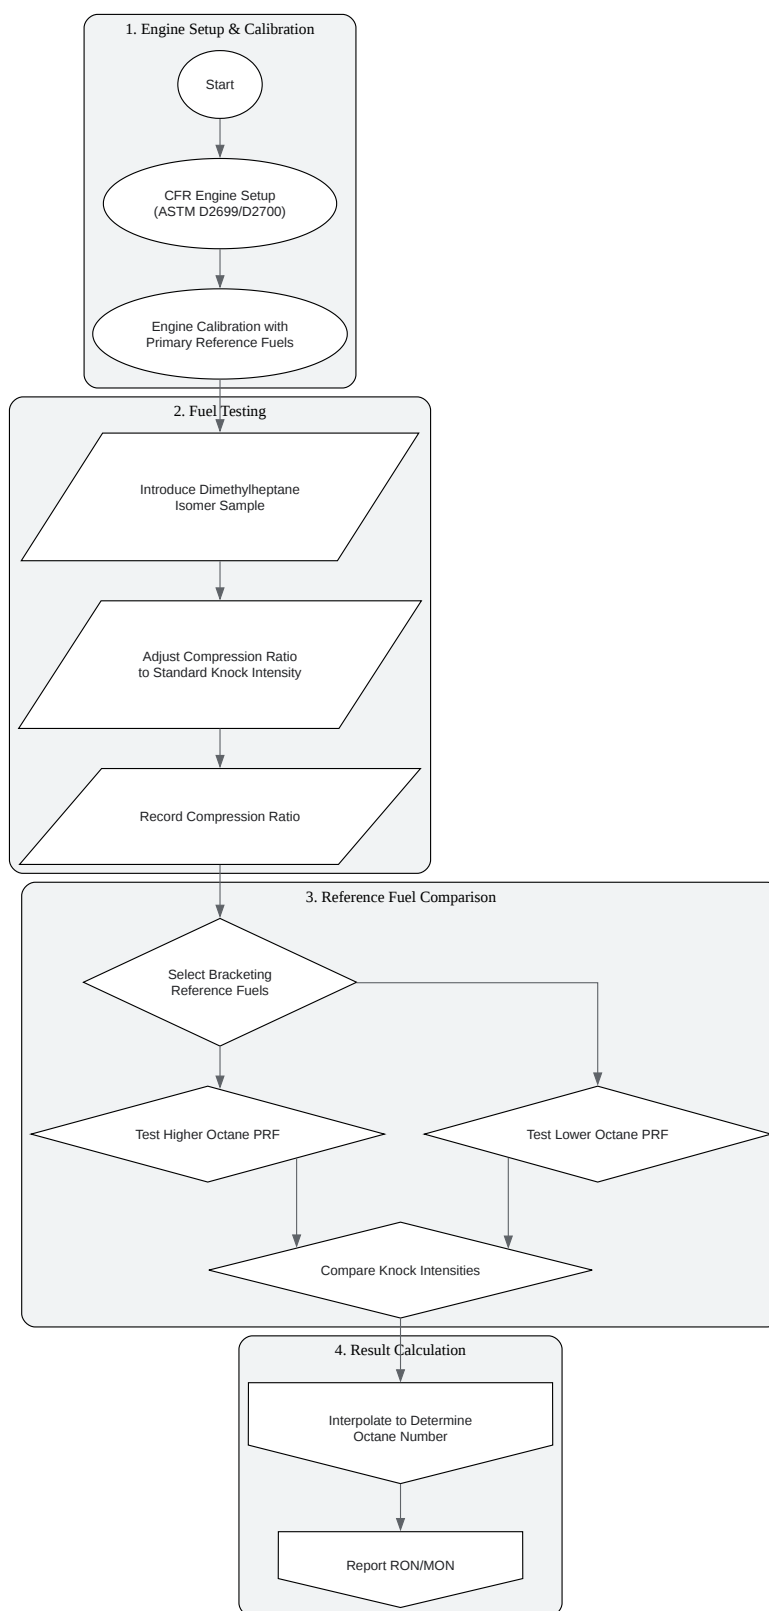 1. Engine Setup & Calibration
Start
CFR Engine Setup
(ASTM D2699/D2700)
Engine Calibration with
Primary Reference Fuels
2. Fuel Testing
Introduce Dimethylheptane
Isomer Sample
Adjust Compression Ratio
to Standard Knock Intensity
Record Compression Ratio
3. Reference Fuel Comparison
Select Bracketing
Reference Fuels
Test Higher Octane PRF
Test Lower Octane PRF
Compare Knock Intensities
4. Result Calculation
Interpolate to Determine
Octane Number
Report RON/MON